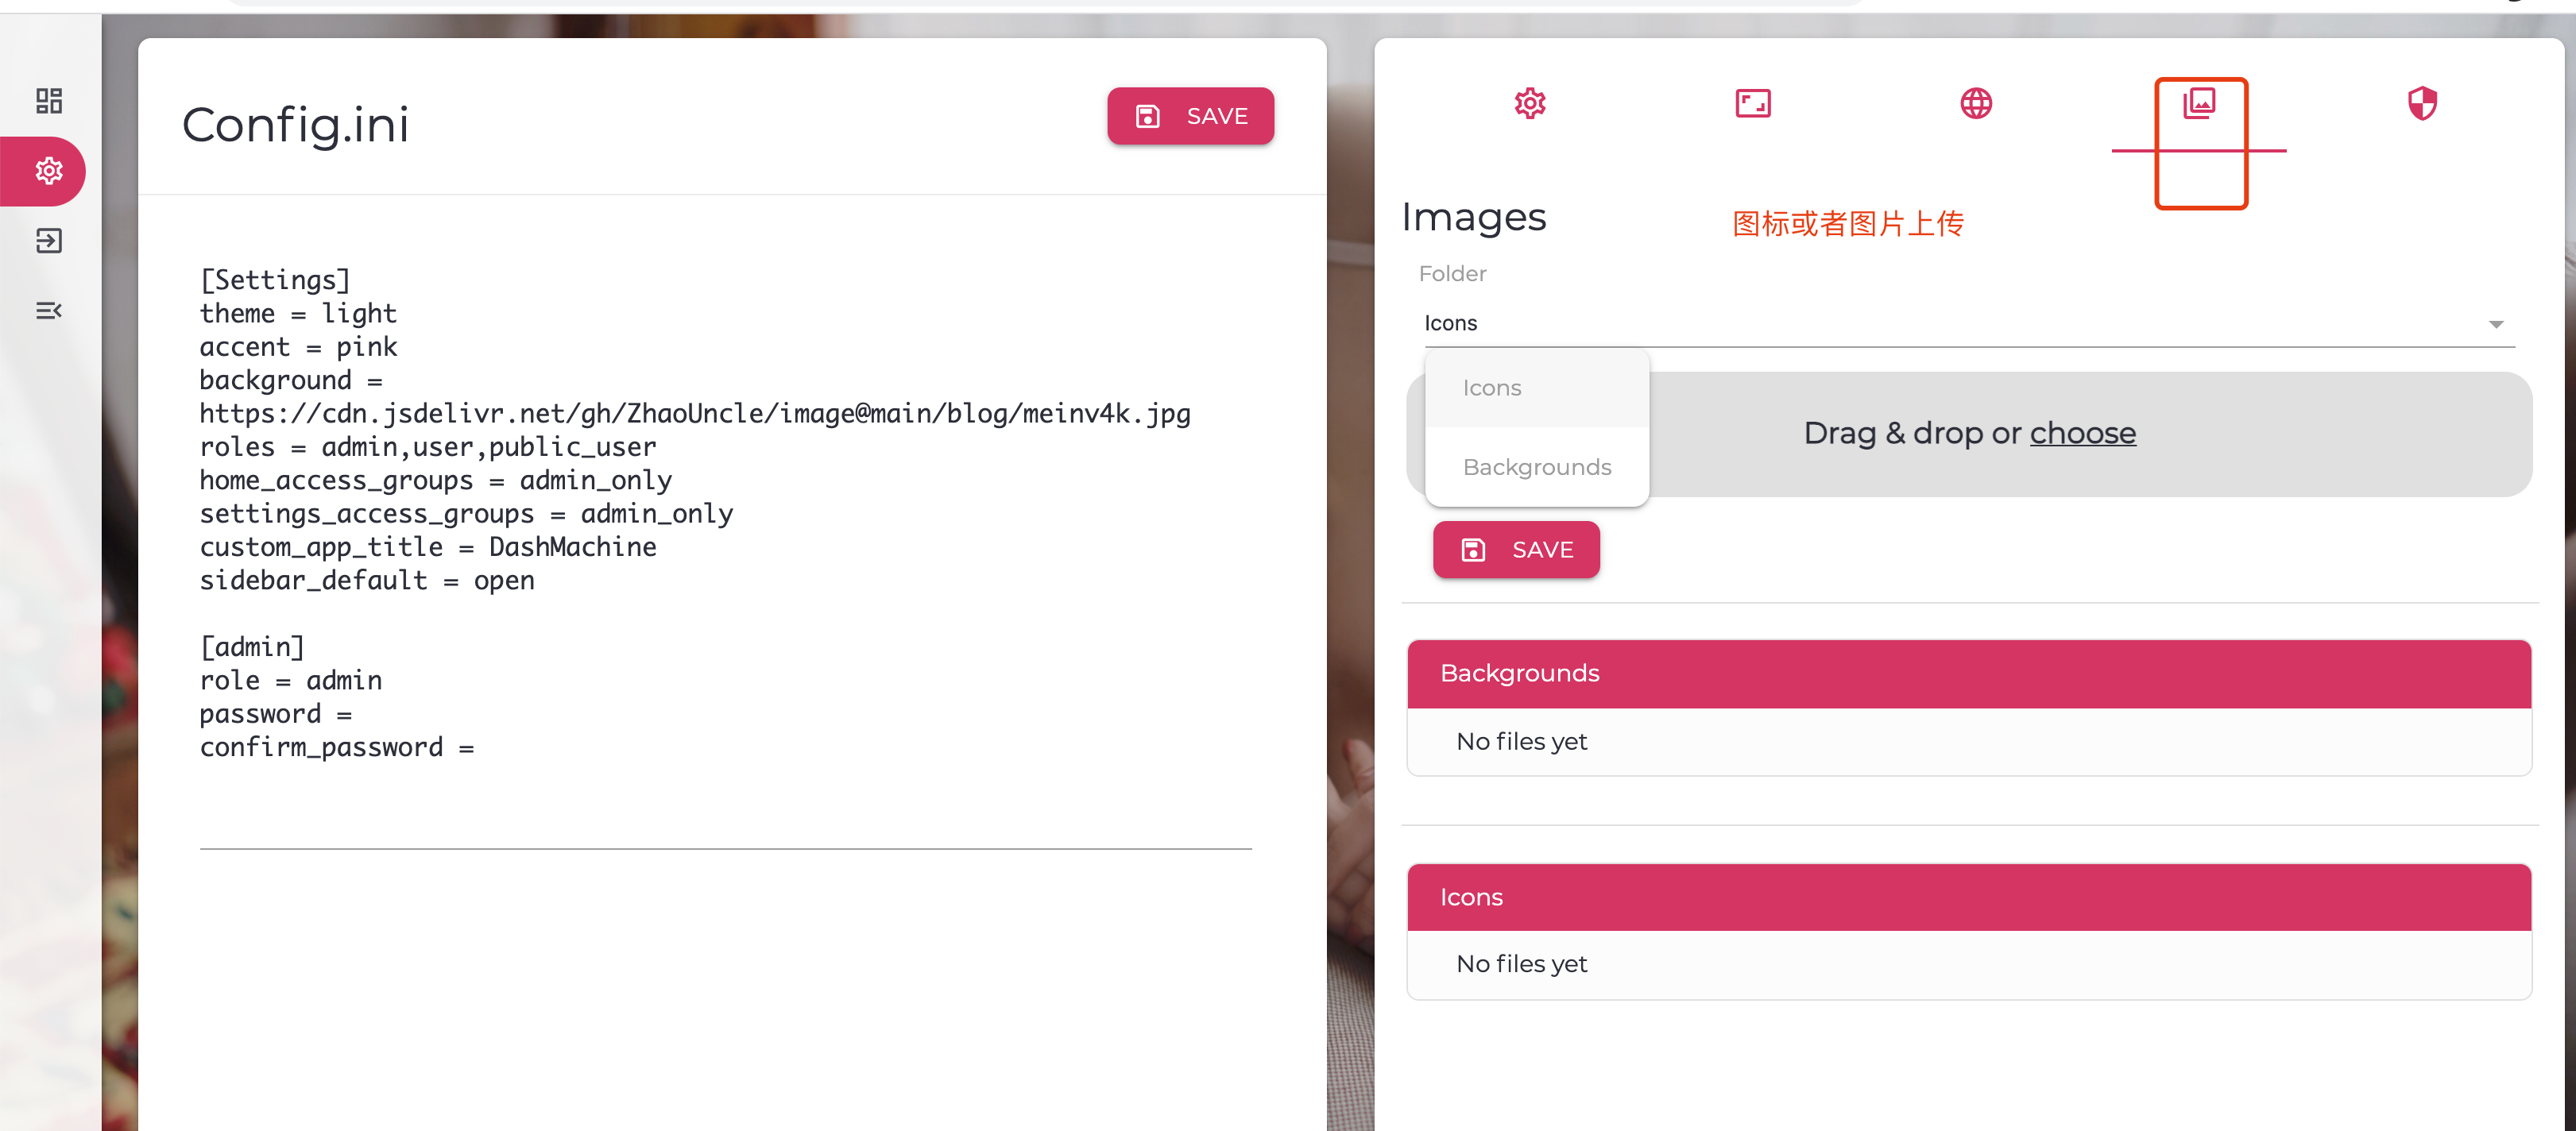 Config.ini
SAVE
[Settings]
theme = light
accent = pink
background =
https://cdn.jsdelivr.net/gh/ZhaoUncle/image@main/blog/meinv4k.jpg
roles = admin,user,public_user
home_access_groups = admin_only
settings_access_groups = admin_only
custom_app_title = DashMachine
sidebar_default = open
[admin]
role = admin
password =
confirm_password =
Images
图标或者图片上传
Folder
Icons
Icons
Backgrounds
Drag & drop or choose
SAVE
Backgrounds
No files yet
Icons
No files yet